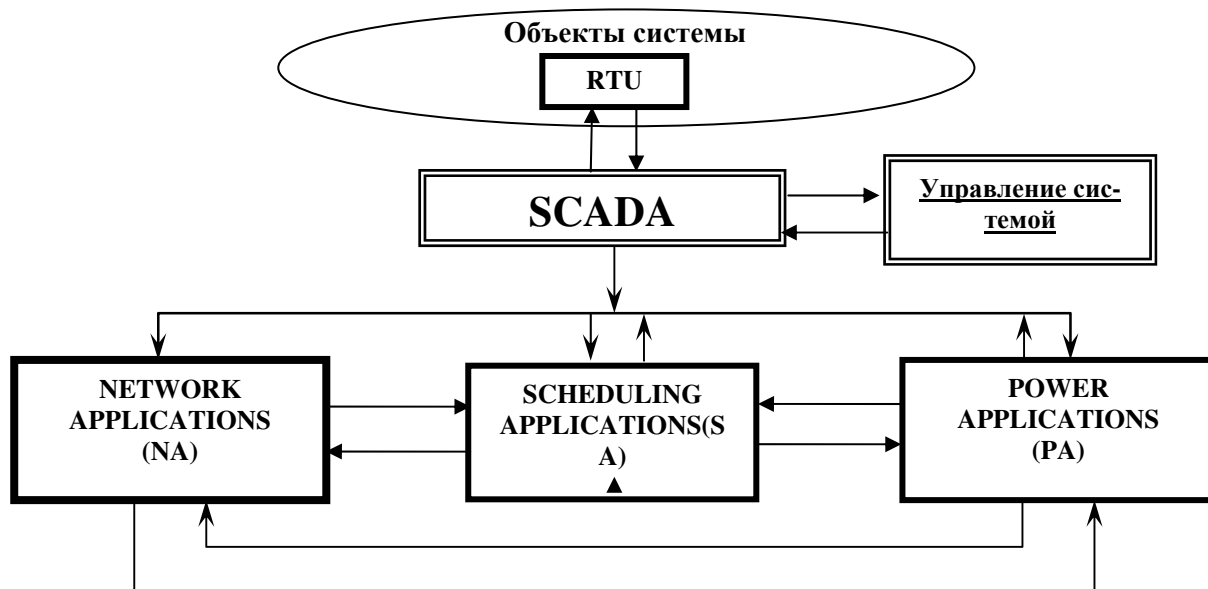 Объекты системы
RTU
SCADA
Управление сис-
темой
NETWORK
APPLICATIONS
(NA)
SCHEDULING
APPLICATIONS(S
A)
POWER
APPLICATIONS
(PA)